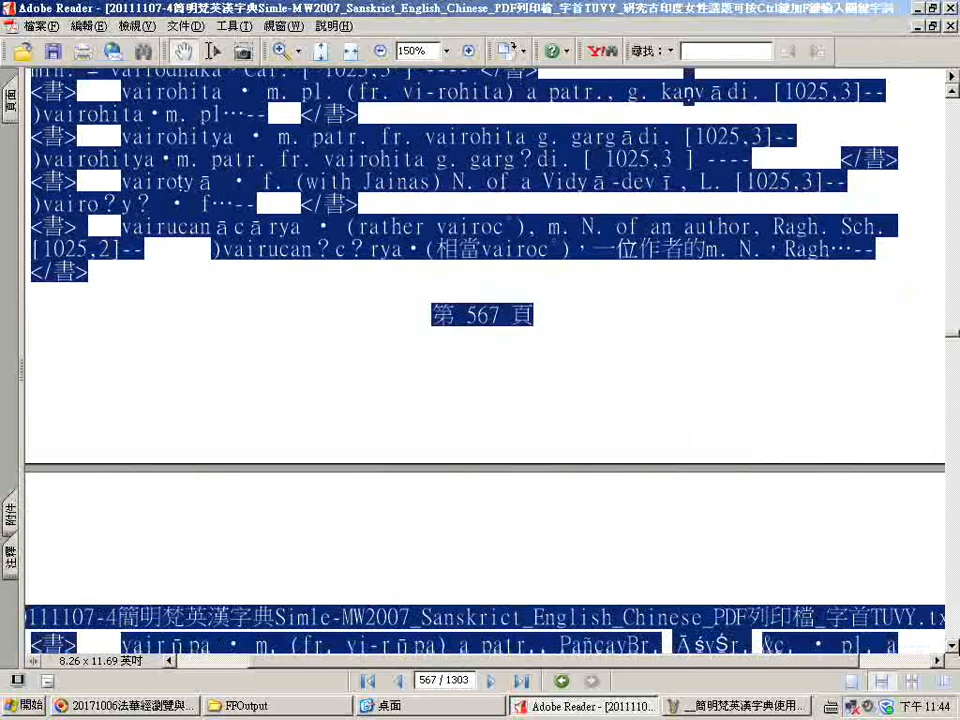 Adobe Reader - [20111107-4簡明梵英漢字典Simle-MW2007_Sanskrict_English_Chinese_PDF列印檔_字首TUVY_研究古印度女性議題可按Ctrl鍵加F鍵輸入關鍵字詞
檔案(F) 編輯(E) 檢視(V) 文件(D) 工具(T) 視窗(W) 說明(H)
150% Y! 尋找:
頁面
min. = vairodhaka，Car. [1025,3] ---- </書>
<書> vairohita ‧ m. pl. (fr. vi-rohita) a patr., g. kaṇvādi. [1025,3]--
)vairohita‧m. pl…-- </書>
<書> vairohitya ‧ m. patr. fr. vairohita g. gargādi. [1025,3]--
)vairohitya‧m. patr. fr. vairohita g. garg?di. [ 1025,3 ] ---- </書>
<書> vairoṭyā ‧ f. (with Jainas) N. of a Vidyā-devī, L. [1025,3]--
)vairo?y? ‧ f…-- </書>
<書> vairucanācārya ‧ (rather vairoc°), m. N. of an author, Ragh. Sch.
[1025,2]-- )vairucan?c?rya‧(相當vairoc°)，一位作者的m. N.，Ragh…--
</書>
第 567 頁
附件
註釋
111107-4簡明梵英漢字典Simle-MW2007_Sanskrict_English_Chinese_PDF列印檔_字首TUVY.tx
<書> vairūpa ‧ m. (fr. vi-rūpa) a patr., PañcavBr. ĀśvŚr. &c. ‧ pl. a
8.26 x 11.69 英吋
567 / 1303
開始 20171006法華經瀏覽與... FFOutput 桌面 Adobe Reader - [201110... __簡明梵英字典使用... 下午 11:44